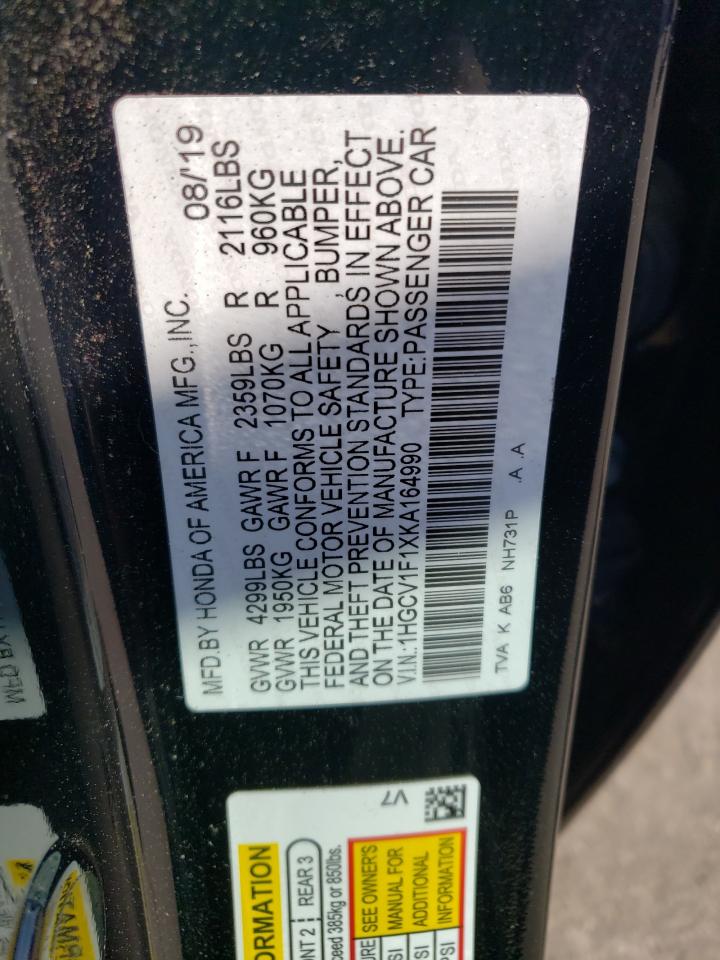 MFD.BY HONDA OF AMERICA MFG.,INC. 08/'19
GVWR 4299LBS GAWR F 2359LBS R 2116LBS
GVWR 1950KG GAWR F 1070KG R 960KG
THIS VEHICLE CONFORMS TO ALL APPLICABLE
FEDERAL MOTOR VEHICLE SAFETY , BUMPER,
AND THEFT PREVENTION STANDARDS IN EFFECT
ON THE DATE OF MANUFACTURE SHOWN ABOVE.
V.I.N.:1HGCV1F1XKA164990 TYPE:PASSENGER CAR
TVA K AB6 NH731P .A .A
V7
REAR 3
385kg or 850lbs.
SEE OWNER'S
MANUAL FOR
ADDITIONAL
INFORMATION